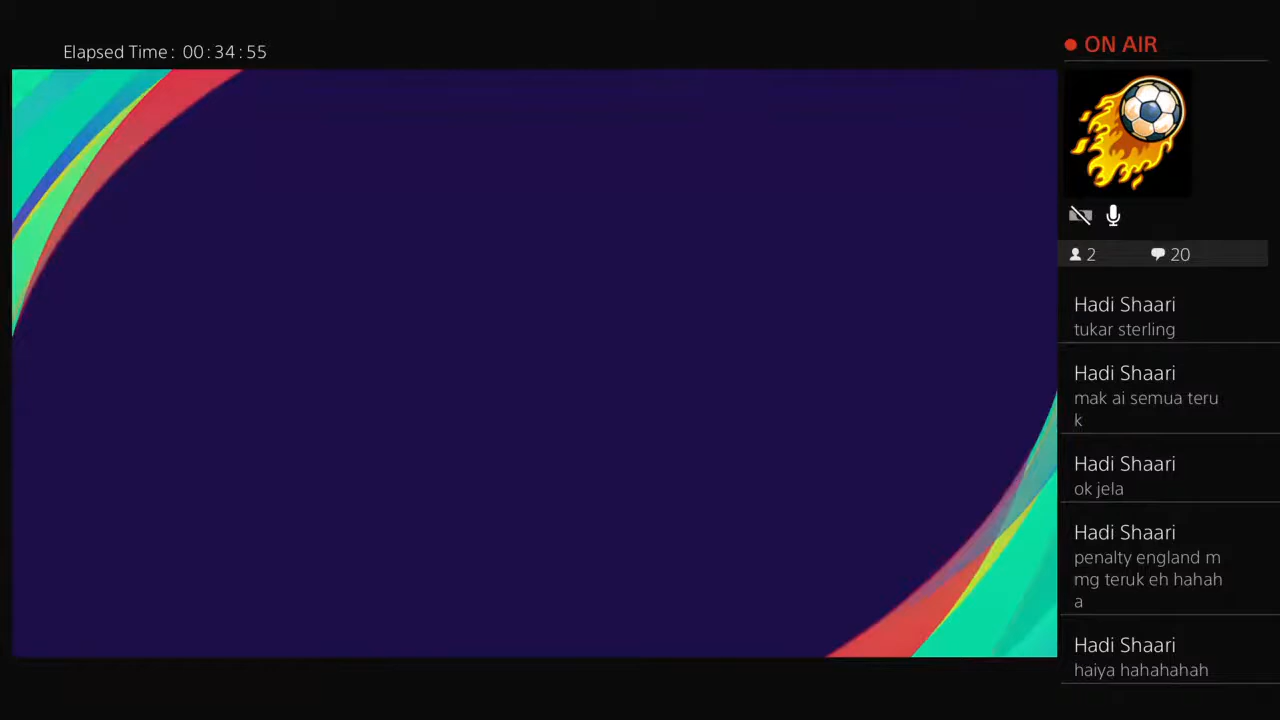 Elapsed Time: 00:34:55
ON AIR
2 20
Hadi Shaari
tukar sterling
Hadi Shaari
mak ai semua teru
k
Hadi Shaari
ok jela
Hadi Shaari
penalty england m
mg teruk eh hahah
a
Hadi Shaari
haiya hahahahah